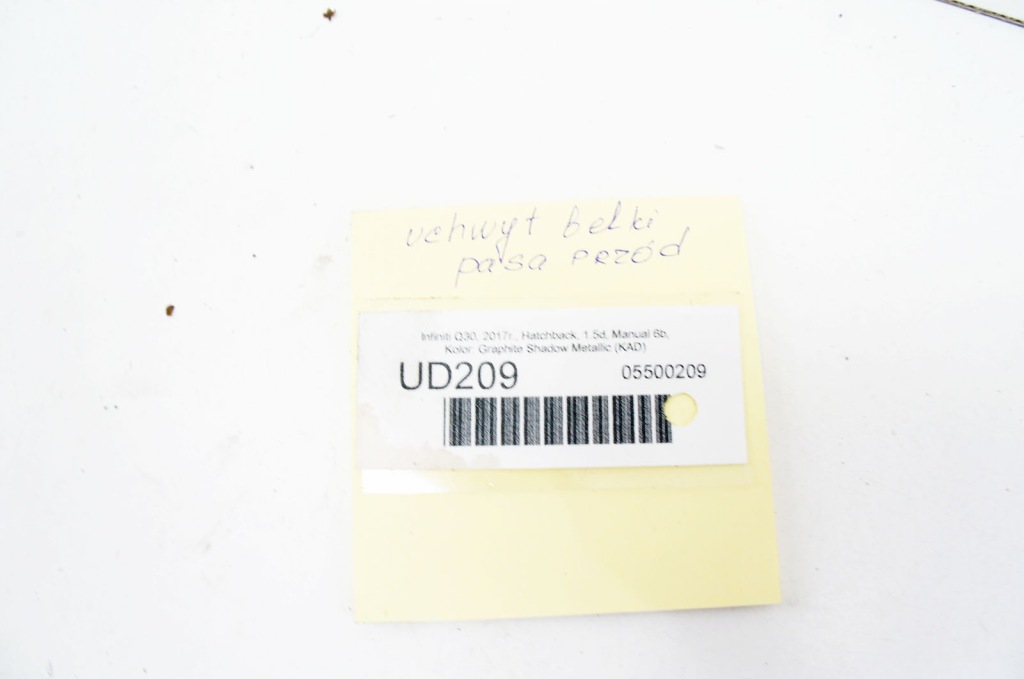 uchwyt belki
pasa przód
Infiniti Q30, 2017r., Hatchback, 1.5d, Manual 6b,
Kolor: Graphite Shadow Metallic (KAD)
UD209 05500209